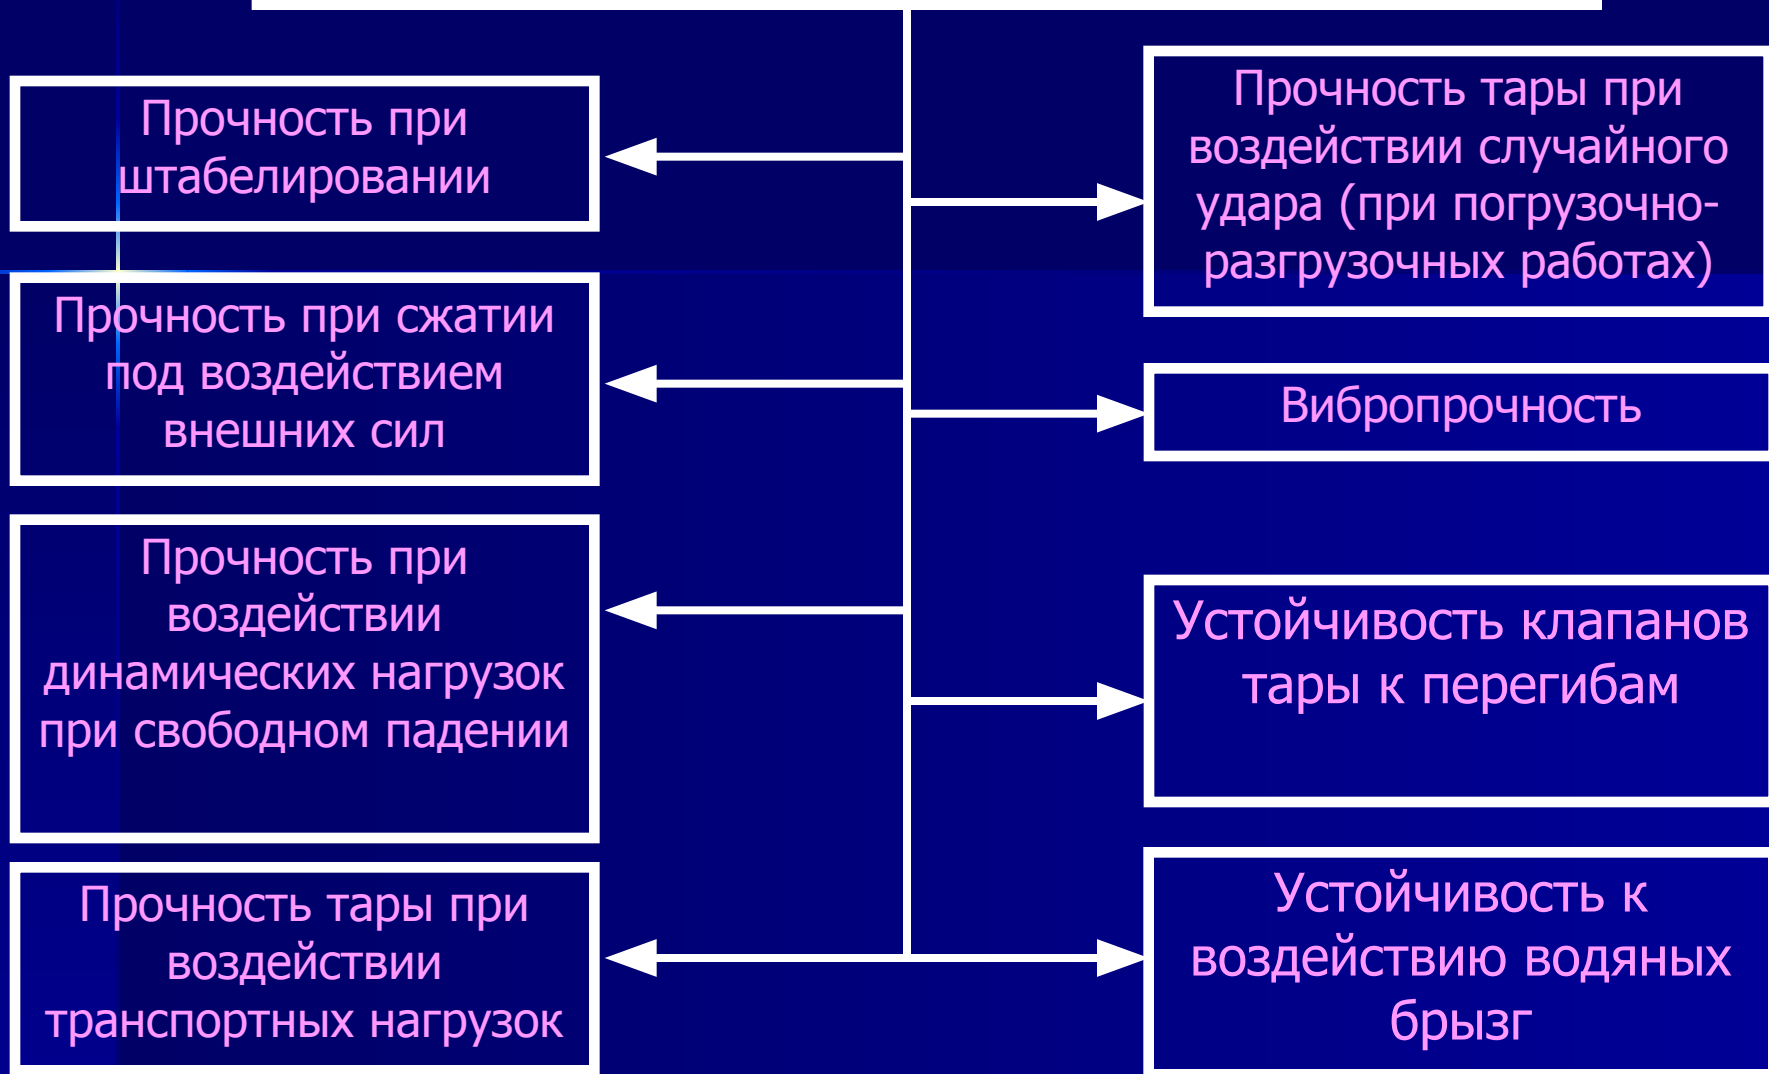 Прочность при
штабелировании
Прочность при сжатии
под воздействием
внешних сил
Прочность при
воздействии
динамических нагрузок
при свободном падении
Прочность тары при
воздействии
транспортных нагрузок
Прочность тары при
воздействии случайного
удара (при погрузочно-
разгрузочных работах)
Вибропрочность
Устойчивость клапанов
тары к перегибам
Устойчивость к
воздействию водяных
брызг